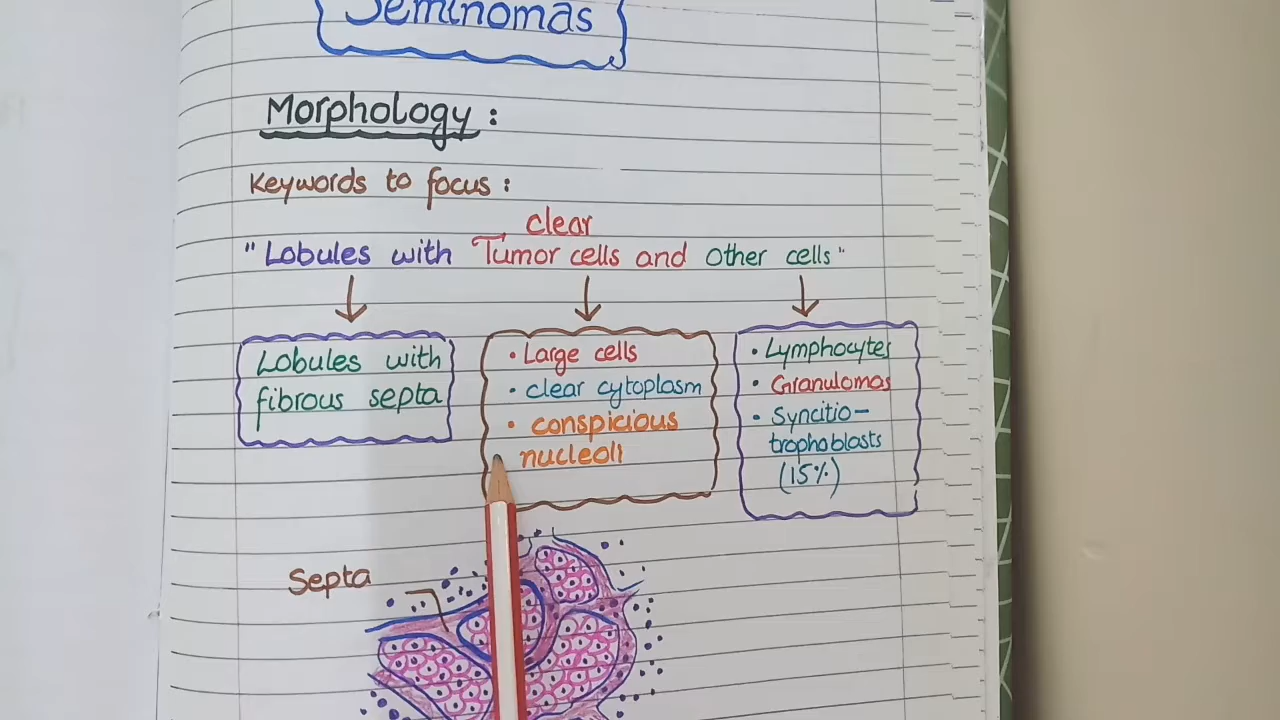 Seminomas
Morphology :
Keywords to focus :
clear
" Lobules with Tumor cells and other cells "
Lobules with
fibrous septa
• Large cells
• clear cytoplasm
• conspicious
nucleoli
• Lymphocytes
• Granulomas
• Syncitio-
trophoblasts
(15%)
Septa